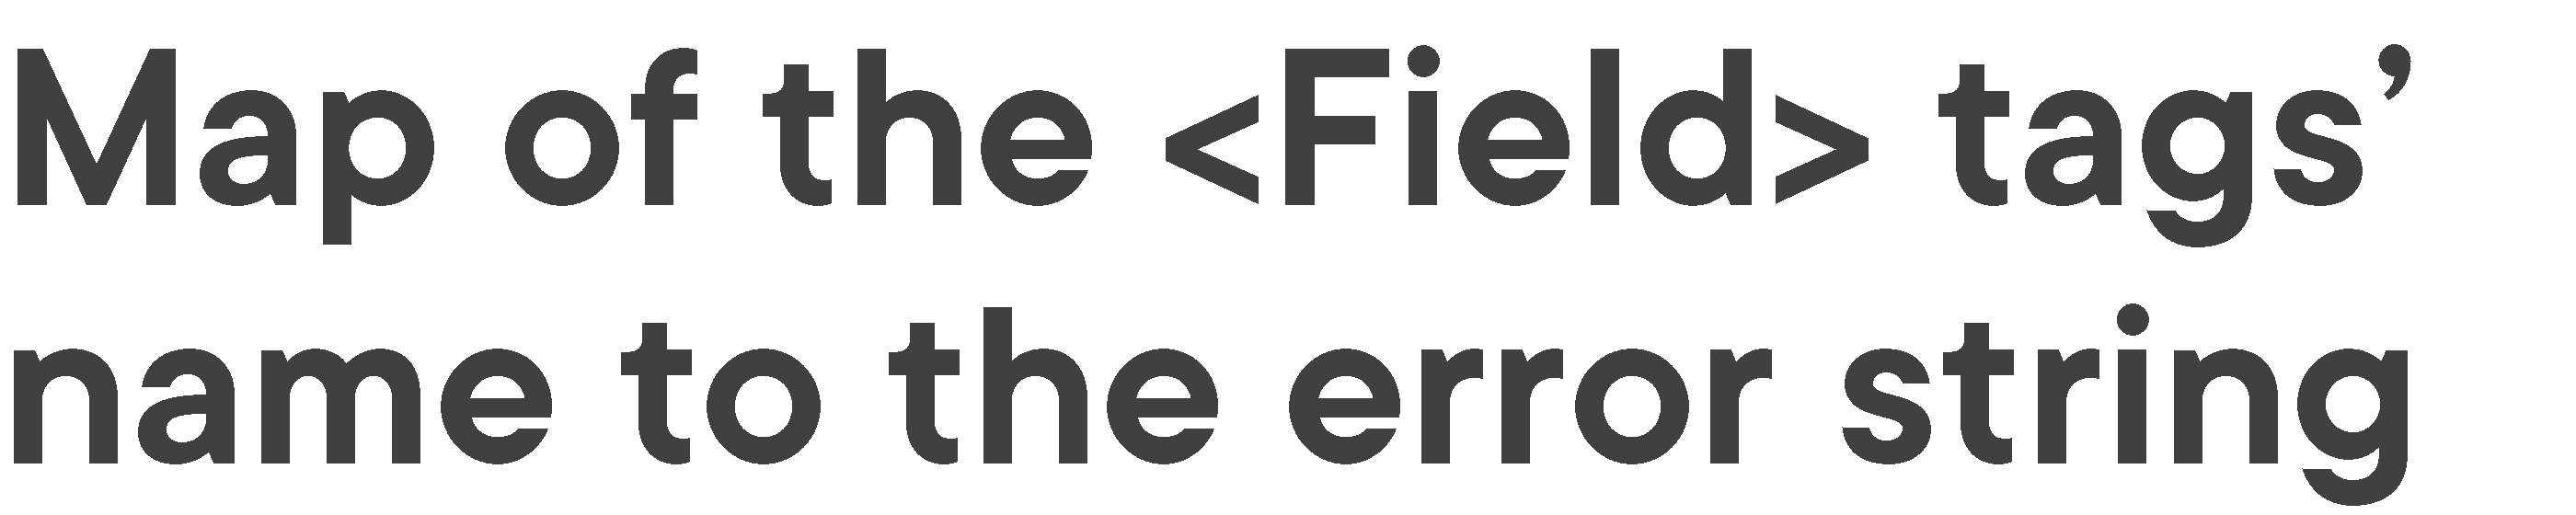 Map of the <Field> tags’
name to the error string